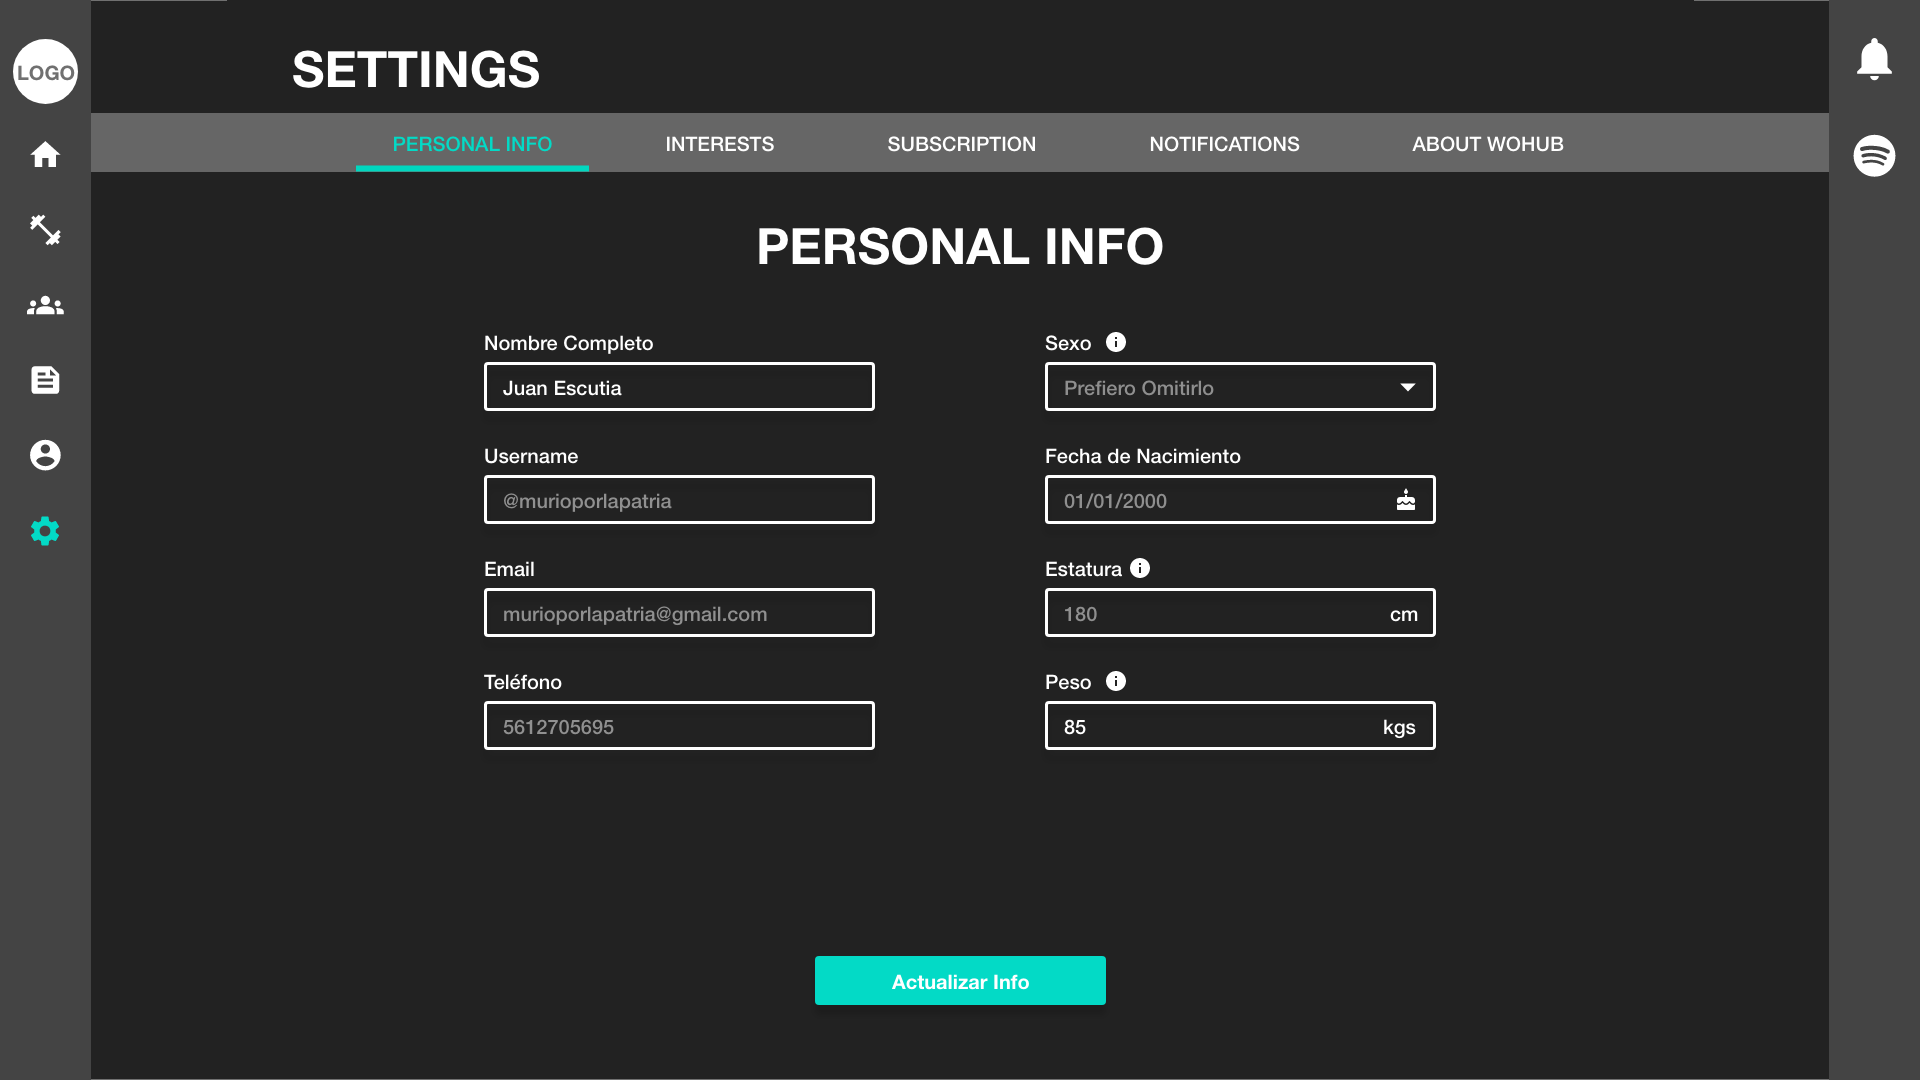 LOGO
SETTINGS
PERSONAL INFO INTERESTS SUBSCRIPTION NOTIFICATIONS ABOUT WOHUB
PERSONAL INFO
Nombre Completo
Juan Escutia
Username
@murioporlapatria
Email
murioporlapatria@gmail.com
Teléfono
5612705695
Sexo
Prefiero Omitirlo
Fecha de Nacimiento
01/01/2000
Estatura
180 cm
Peso
85 kgs
Actualizar Info